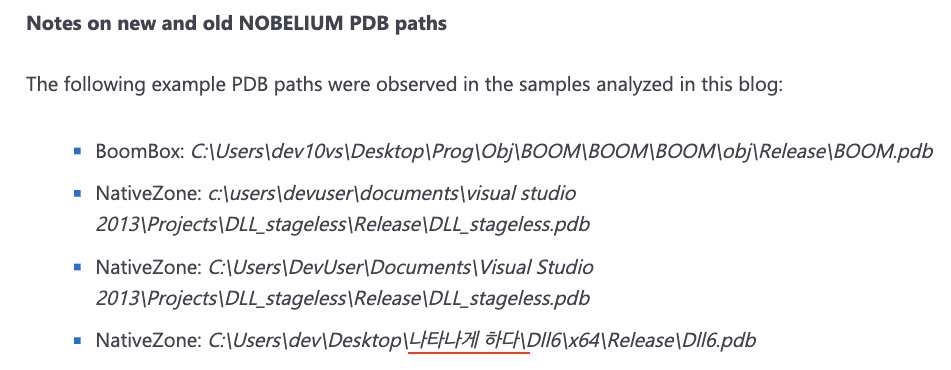 Notes on new and old NOBELIUM PDB paths
The following example PDB paths were observed in the samples analyzed in this blog:
BoomBox: C:\Users\dev10vs\Desktop\Prog\Obj\BOOM\BOOM\BOOM\obj\Release\BOOM.pdb
NativeZone: c:\users\devuser\documents\visual studio
2013\Projects\DLL_stageless\Release\DLL_stageless.pdb
NativeZone: C:\Users\DevUser\Documents\Visual Studio
2013\Projects\DLL_stageless\Release\DLL_stageless.pdb
NativeZone: C:\Users\dev\Desktop\나타나게 하다\Dll6\x64\Release\Dll6.pdb